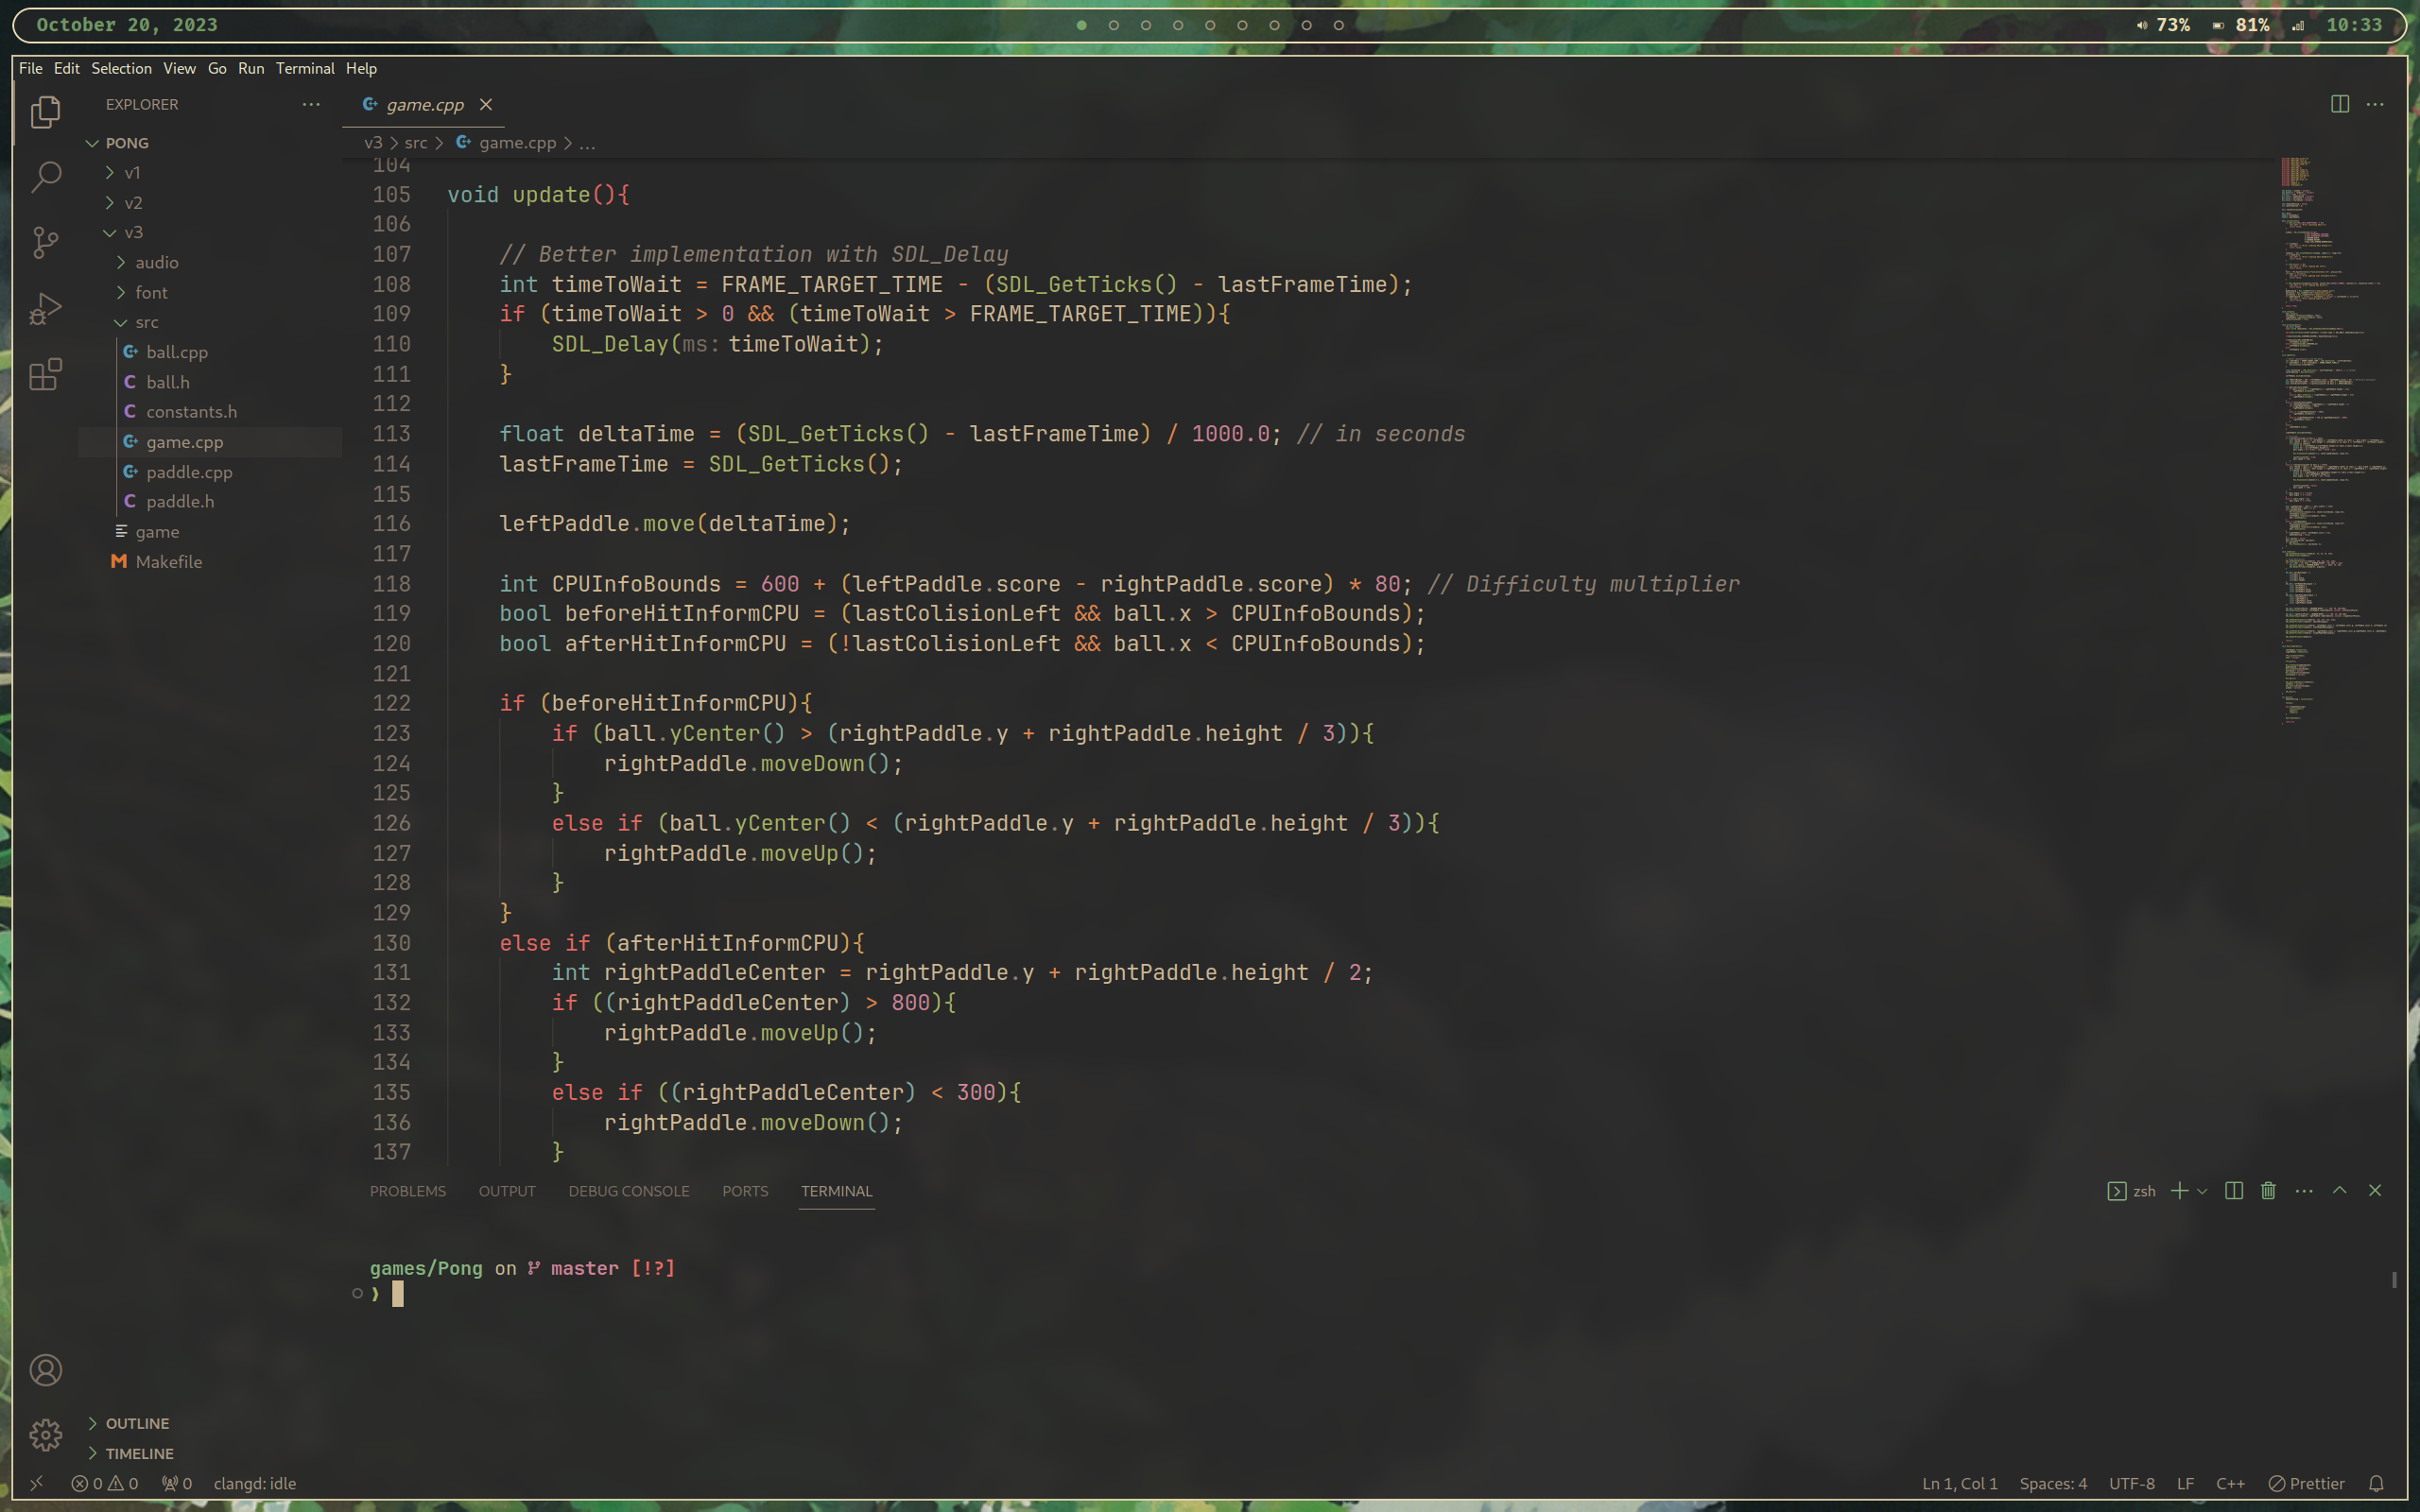 October 20, 2023
73% 81% 10:33
File Edit Selection View Go Run Terminal Help
EXPLORER
PONG
v1
v2
v3
audio
font
src
ball.cpp
ball.h
constants.h
game.cpp
paddle.cpp
paddle.h
game
Makefile
OUTLINE
TIMELINE
game.cpp
v3 > src > game.cpp > ...
104
105 void update(){
106
107 // Better implementation with SDL_Delay
108 int timeToWait = FRAME_TARGET_TIME - (SDL_GetTicks() - lastFrameTime);
109 if (timeToWait > 0 && (timeToWait > FRAME_TARGET_TIME)){
110 SDL_Delay(ms: timeToWait);
111 }
112
113 float deltaTime = (SDL_GetTicks() - lastFrameTime) / 1000.0; // in seconds
114 lastFrameTime = SDL_GetTicks();
115
116 leftPaddle.move(deltaTime);
117
118 int CPUInfoBounds = 600 + (leftPaddle.score - rightPaddle.score) * 80; // Difficulty multiplier
119 bool beforeHitInformCPU = (lastColisionLeft && ball.x > CPUInfoBounds);
120 bool afterHitInformCPU = (!lastColisionLeft && ball.x < CPUInfoBounds);
121
122 if (beforeHitInformCPU){
123 if (ball.yCenter() > (rightPaddle.y + rightPaddle.height / 3)){
124 rightPaddle.moveDown();
125 }
126 else if (ball.yCenter() < (rightPaddle.y + rightPaddle.height / 3)){
127 rightPaddle.moveUp();
128 }
129 }
130 else if (afterHitInformCPU){
131 int rightPaddleCenter = rightPaddle.y + rightPaddle.height / 2;
132 if ((rightPaddleCenter) > 800){
133 rightPaddle.moveUp();
134 }
135 else if ((rightPaddleCenter) < 300){
136 rightPaddle.moveDown();
137 }
PROBLEMS OUTPUT DEBUG CONSOLE PORTS TERMINAL
zsh
games/Pong on master [!?]
❯
0 0 0 clangd: idle
Ln 1, Col 1 Spaces: 4 UTF-8 LF C++ Prettier